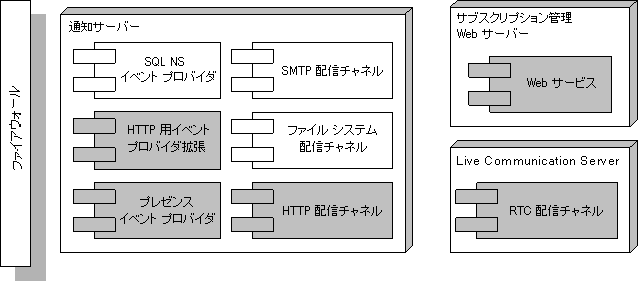 ファイアウォール
通知サーバー
SQL NS
イベント プロバイダ
SMTP 配信チャネル
HTTP 用イベント
プロバイダ拡張
ファイル システム
配信チャネル
プレゼンス
イベント プロバイダ
HTTP 配信チャネル
サブスクリプション管理
Web サーバー
Web サービス
Live Communication Server
RTC 配信チャネル